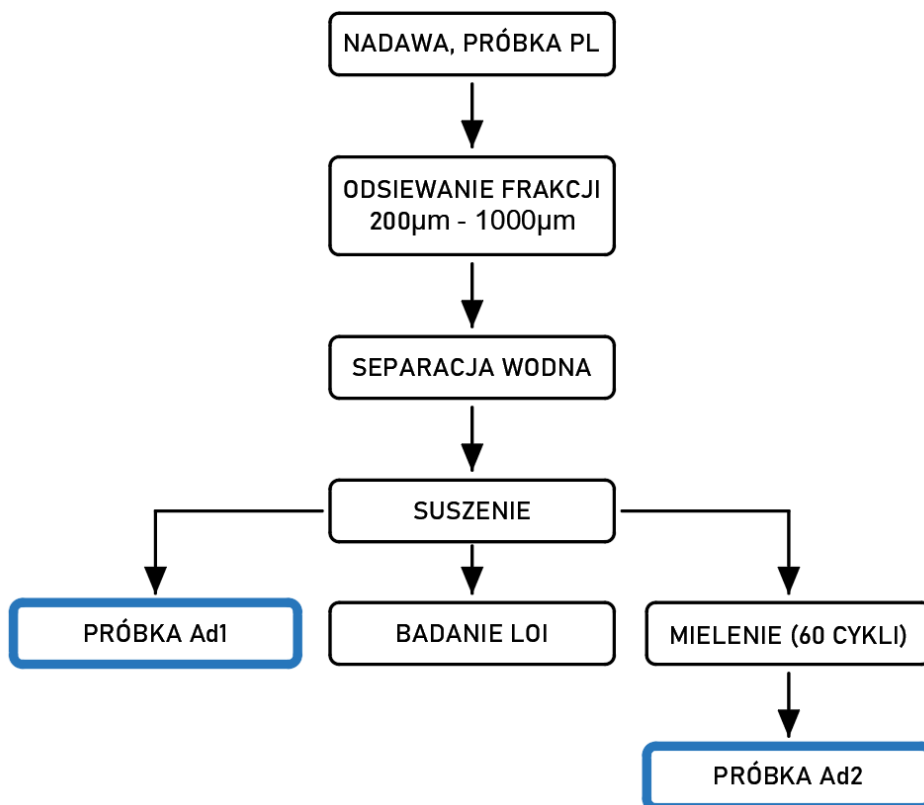 NADAWA, PRÓBKA PL
ODSIEWANIE FRAKCJI
200µm - 1000µm
SEPARACJA WODNA
SUSZENIE
PRÓBKA Ad1
BADANIE LOI
MIELENIE (60 CYKLI)
PRÓBKA Ad2